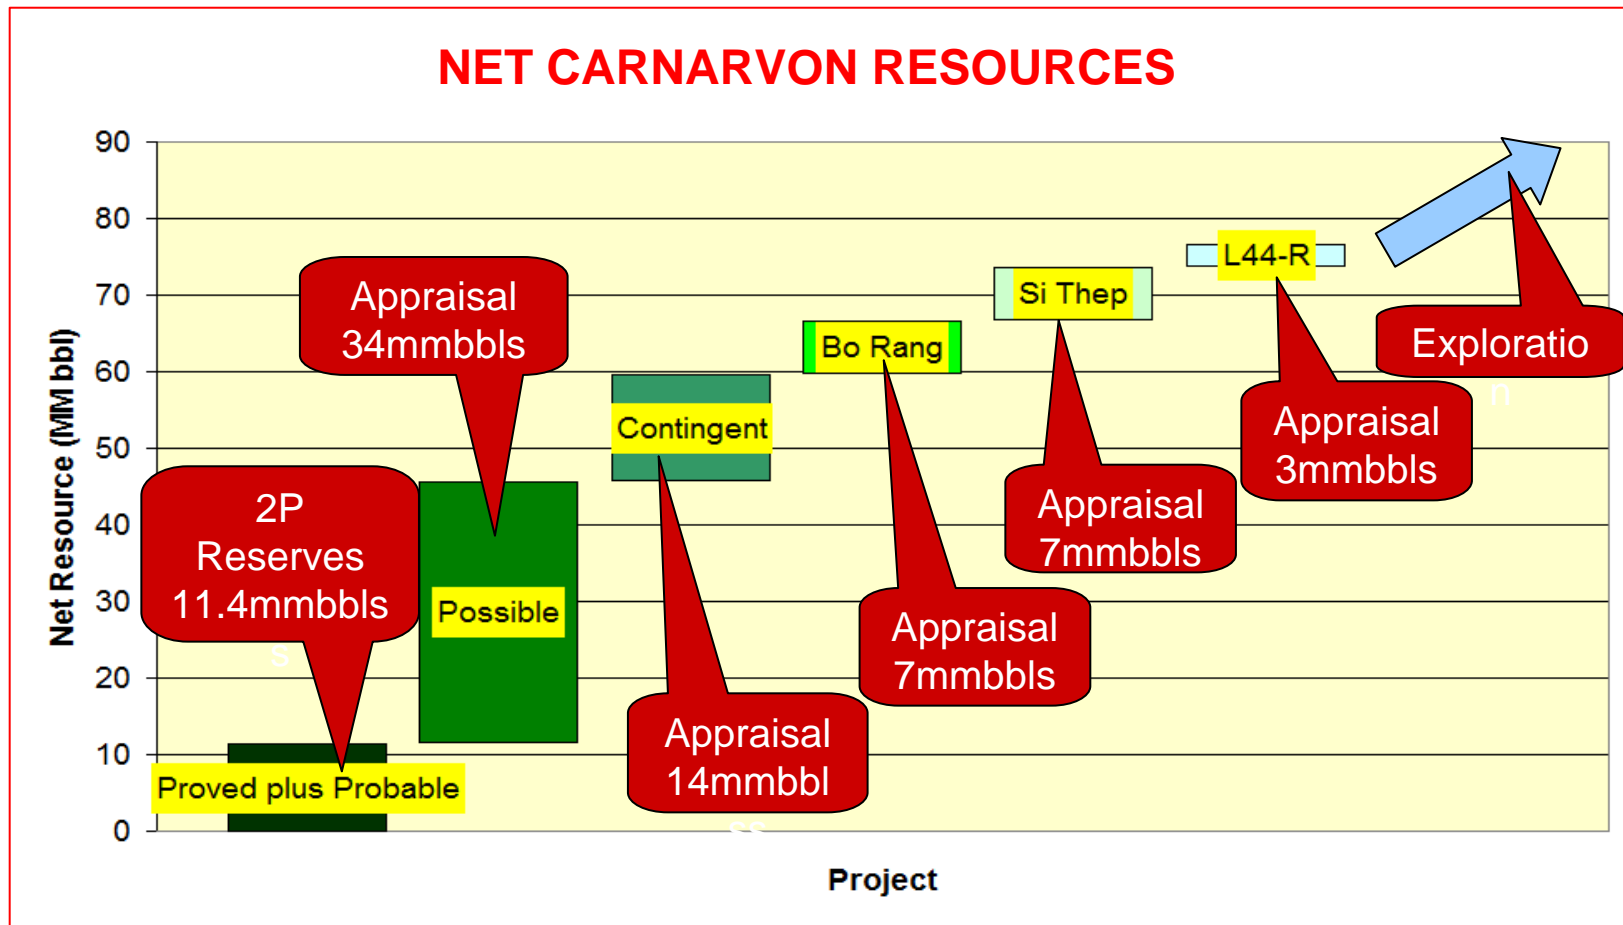 NET CARNARVON RESOURCES
Net Resource (MM bbl)
90
80
70
60
50
40
30
20
10
0
2P
Reserves
11.4mmbbls
s
Proved plus Probable
Appraisal
34mmbbls
Possible
Contingent
Appraisal
14mmbbl
ss
Bo Rang
Appraisal
7mmbbls
Si Thep
Appraisal
7mmbbls
L44-R
Appraisal
3mmbbls
Exploratio
n
Project